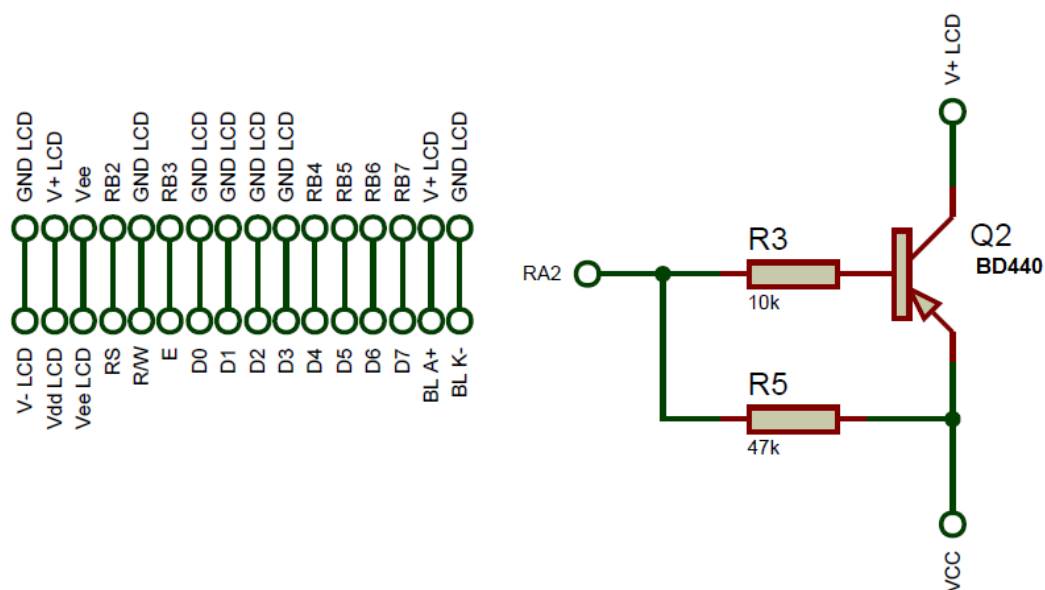 GND LCD
V+ LCD
Vee
RB2
GND LCD
RB3
GND LCD
GND LCD
GND LCD
GND LCD
RB4
RB5
RB6
RB7
V+ LCD
GND LCD
V- LCD
Vdd LCD
Vee LCD
RS
R/W
E
D0
D1
D2
D3
D4
D5
D6
D7
BL A+
BL K-
V+ LCD
RA2
R3
10k
Q2
BD440
R5
47k
VCC